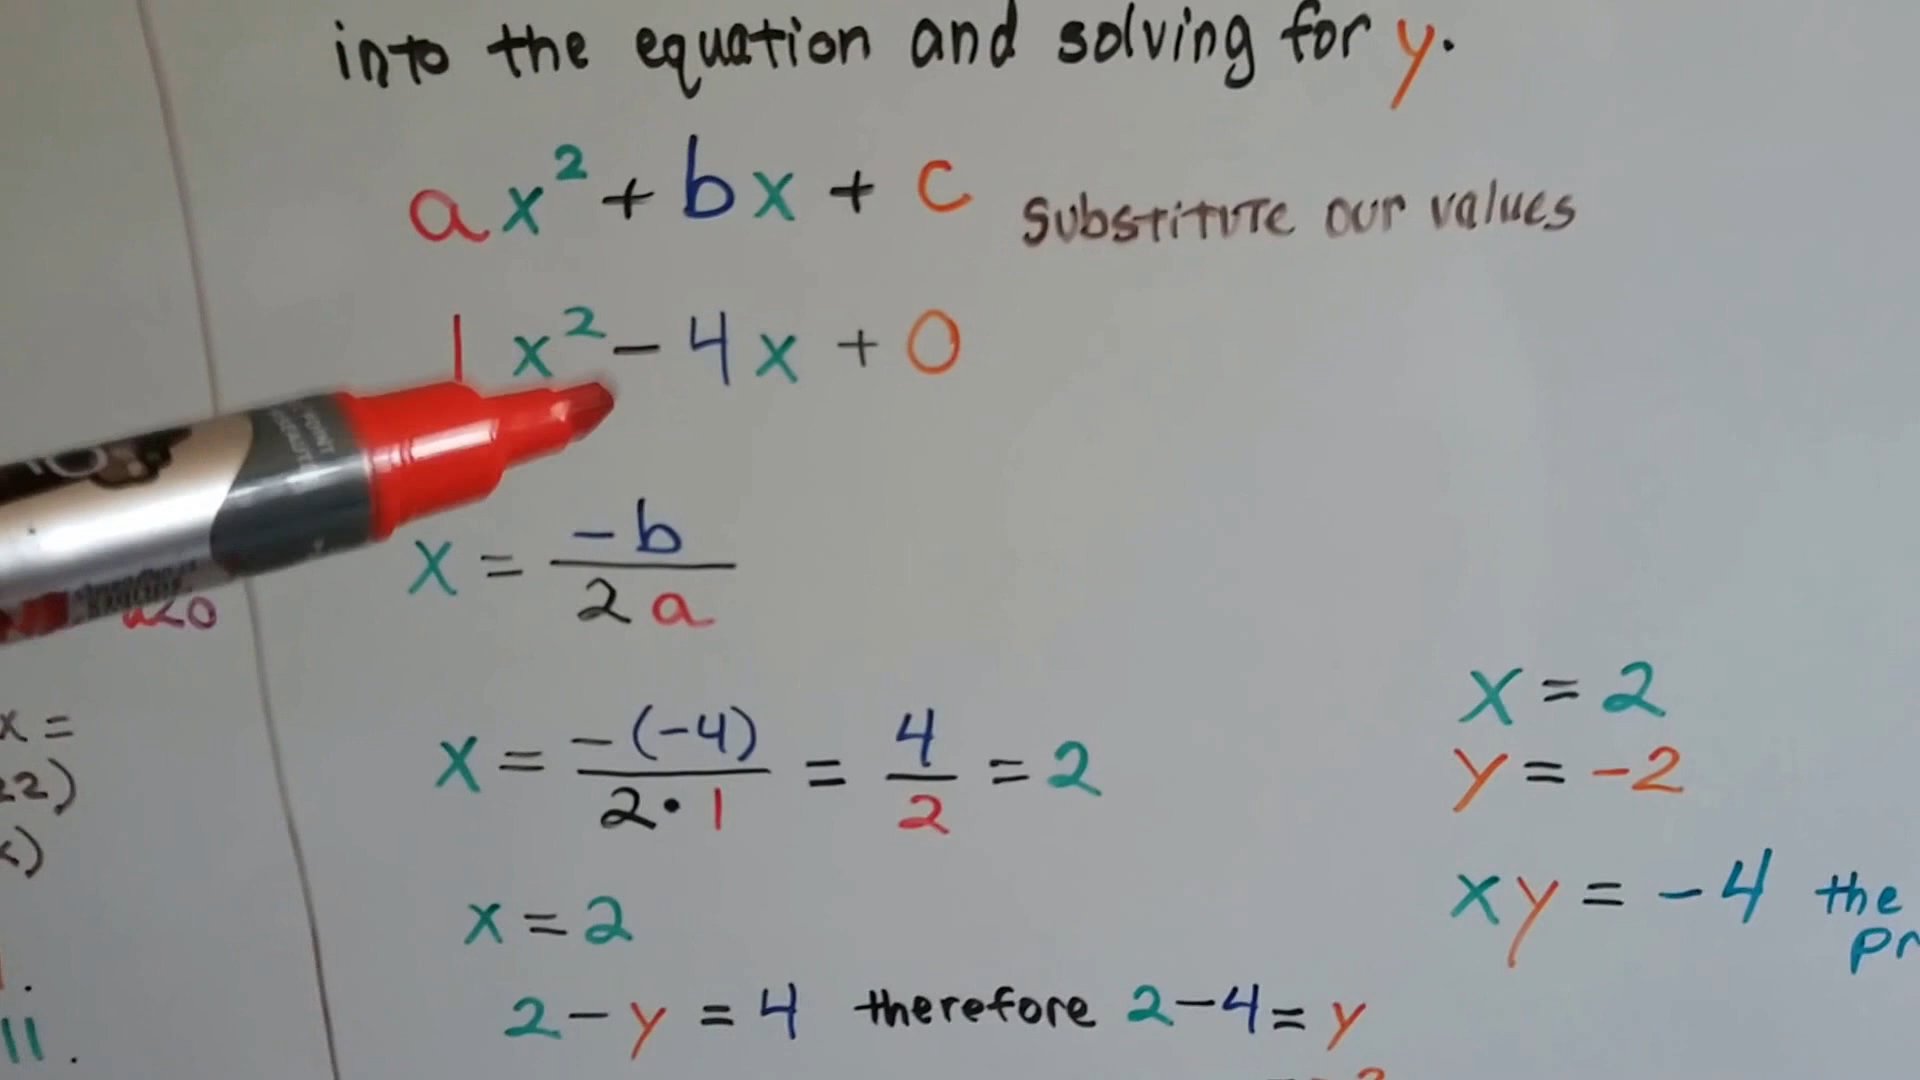 into the equation and solving for y.
ax² + bx + c substitute our values
1x² - 4x + 0
x = -b / 2a
a<0
x = -(-4) / 2•1 = 4/2 = 2
x = 2
y = -2
xy = -4 the
x =
x = 2
2 - y = 4 therefore 2-4 = y